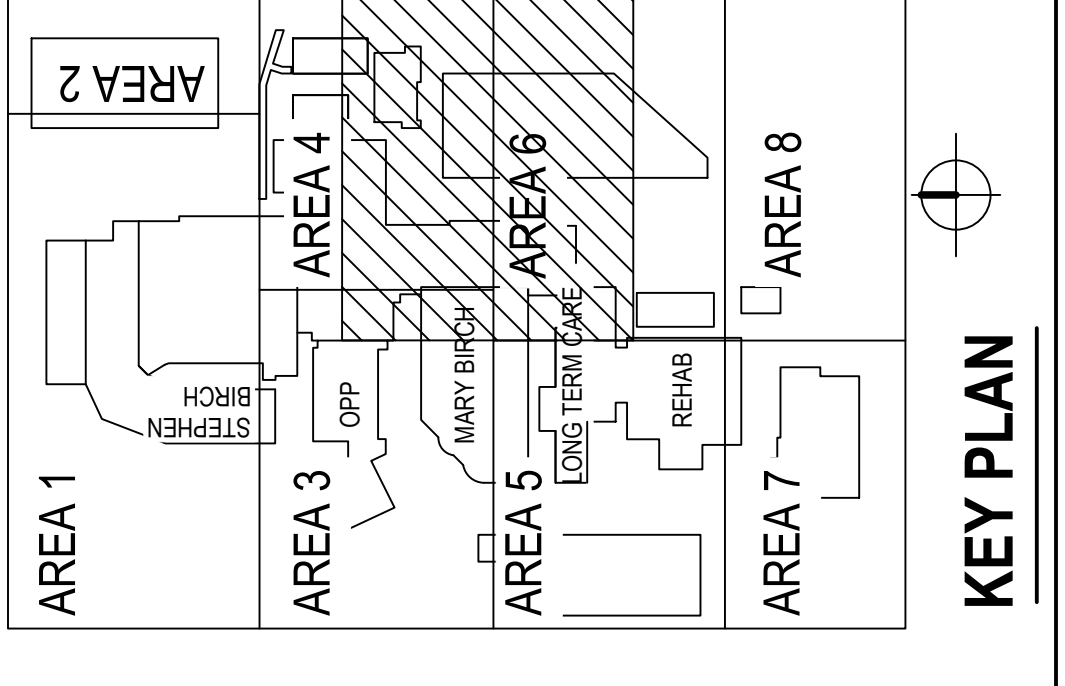 AREA 1
AREA 2
STEPHEN
BIRCH
AREA 3
AREA 4
OPP
MARY BIRCH
AREA 5
AREA 6
LONG TERM CARE
REHAB
AREA 7
AREA 8
KEY PLAN